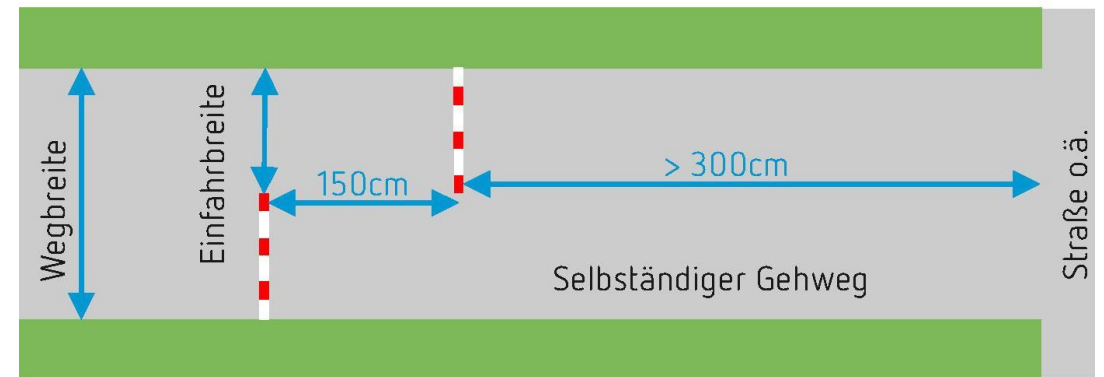 Wegbreite
Einfahrbreite
150cm
> 300cm
Selbständiger Gehweg
Straße o.ä.